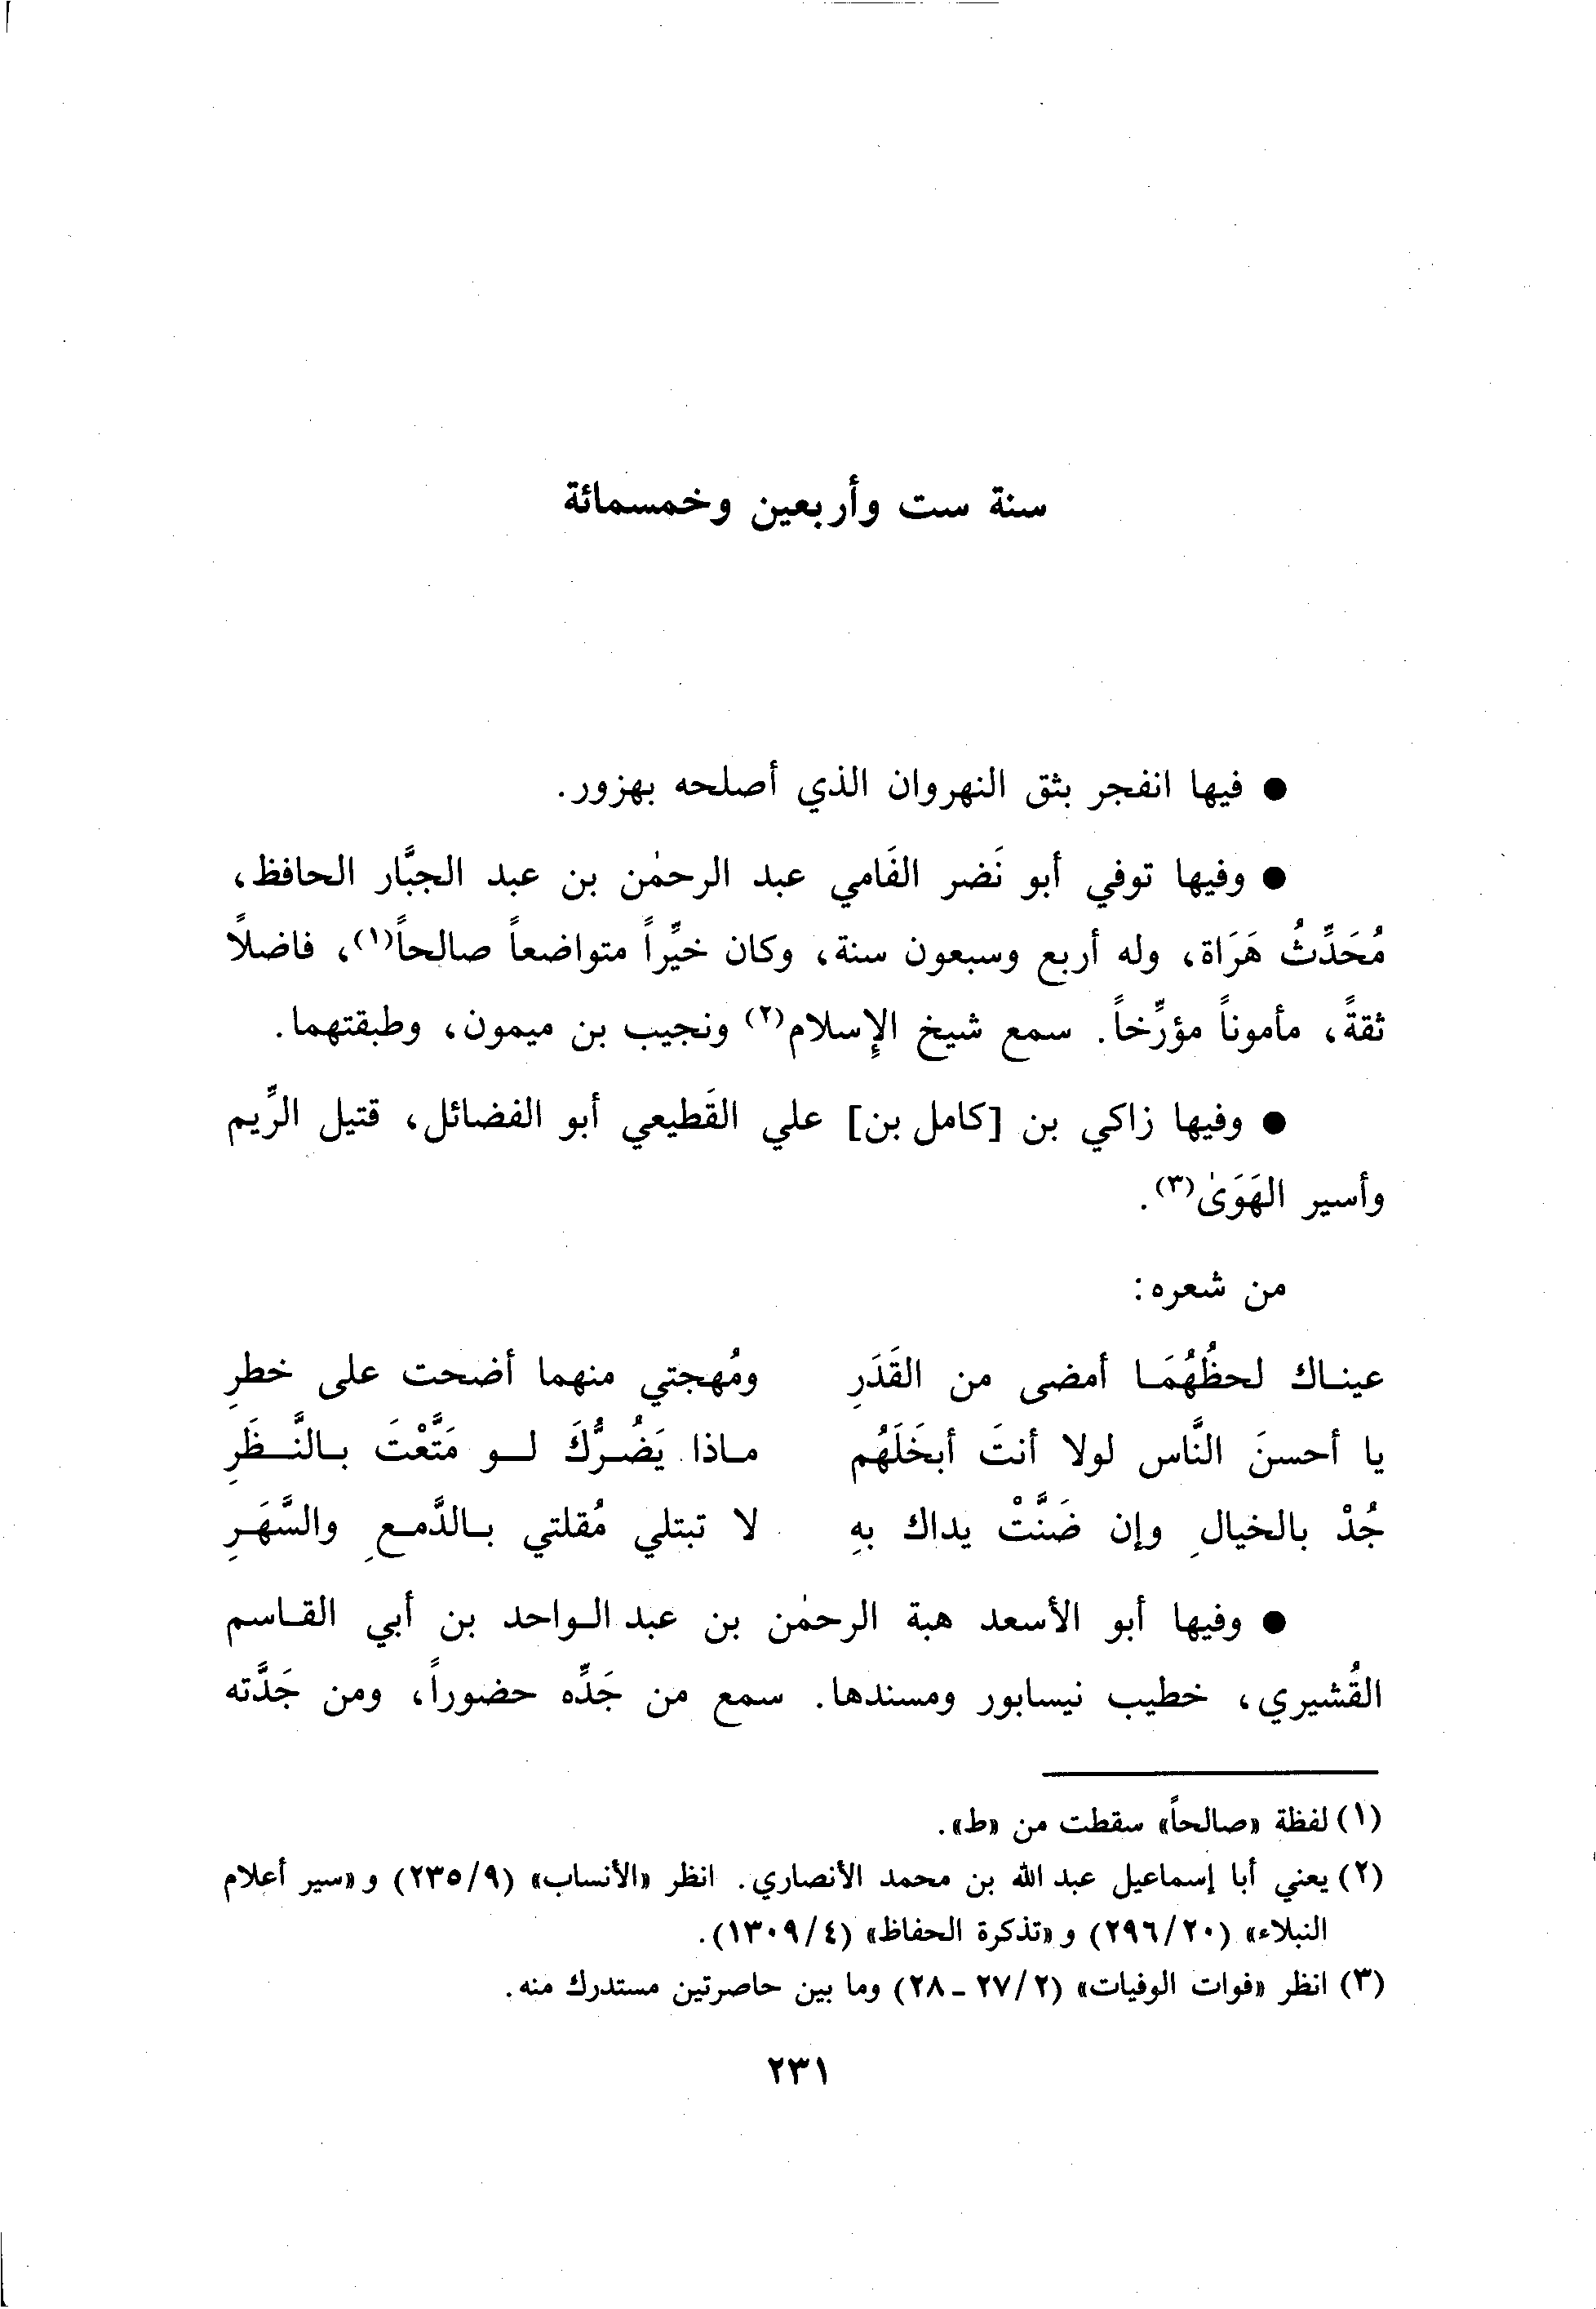 سنة ست وأربعين وخمسمائة
● فيها انفجر بثق النهروان الذي أصلحه بهزور.
● وفيها توفي أبو نَضر الفَامي عبد الرحمٰن بن عبد الجبَّار الحافظ،
مُحَدِّثُ هَرَاة، وله أربع وسبعون سنة، وكان خيِّراً متواضعاً صالحاً(١)، فاضلاً
ثقةً، مأموناً مؤرِّخاً. سمع شيخ الإِسلام(٢) ونجيب بن ميمون، وطبقتهما.
● وفيها زاكي بن [كامل بن] علي القَطيعي أبو الفضائل، قتيل الرِّيم
وأسير الهَوَىٰ(٣).
من شعره:
عينـاك لحظُهُمَـا أمضى من القَدَرِ ومُهجتي منهما أضحت على خطرِ
يا أحسنَ النَّاس لولا أنتَ أبخَلَهُم مـاذا يَضُـرُّكَ لـو مَتَّعْتَ بـالنَّـظَرِ
جُدْ بالخيالِ وإن ضَنَّتْ يداك بهِ لا تبتلي مُقلتي بـالدَّمـعِ والسَّهَـرِ
● وفيها أبو الأسعد هبة الرحمٰن بن عبد الـواحد بن أبي القـاسم
القُشيري، خطيب نيسابور ومسندها. سمع من جَدِّه حضوراً، ومن جَدَّته
(١) لفظة «صالحاً» سقطت من «ط».
(٢) يعني أبا إسماعيل عبد الله بن محمد الأنصاري. انظر «الأنساب» (٢٣٥/٩) و «سير أعلام
النبلاء» (٢٩٦/٢٠) و «تذكرة الحفاظ» (١٣٠٩/٤).
(٣) انظر «فوات الوفيات» (٢٧/٢ - ٢٨) وما بين حاصرتين مستدرك منه.
٢٣١